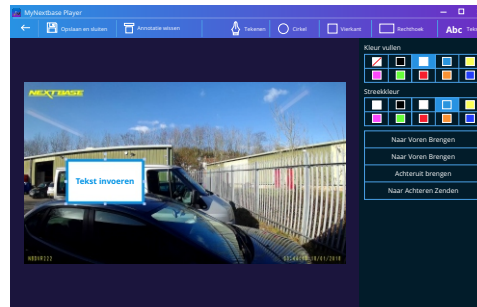 MyNextbase Player
Opslaan en sluiten
Annotatie wissen
Tekenen
Cirkel
Vierkant
Rechthoek
Abc
NEXTBASE
Tekst invoeren
Kleur vullen
Streekkleur
Naar Voren Brengen
Naar Voren Brengen
Achteruit brengen
Naar Achteren Zenden